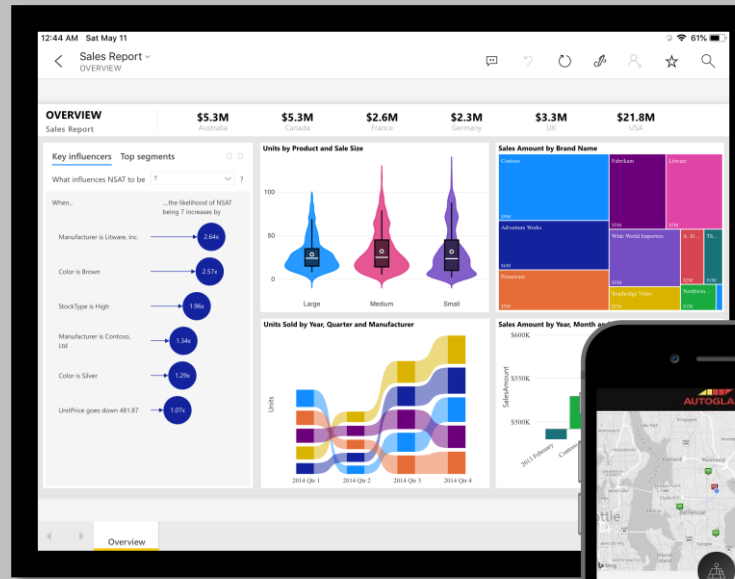 12:44 AM Sat May 11
61%
Sales Report
OVERVIEW
OVERVIEW
Sales Report
$5.3M
Australia
$5.3M
Canada
$2.6M
France
$2.3M
Germany
$3.3M
UK
$21.8M
USA
Key influencers Top segments
What influences NSAT to be ? ?
When...
...the likelihood of NSAT
being 7 increases by
Manufacturer is Litware, Inc.
2.64x
Color is Brown
2.57x
StockType is High
1.96x
Manufacturer is Contoso,
Ltd
1.34x
Color is Silver
1.29x
UnitPrice goes down 481.87
1.07x
Units by Product and Sale Size
100
50
0
Large Medium Small
Sales Amount by Brand Name
Contoso
Fabrikam
Litware
Adventure Works
Wide World Importers
A. D...
Th...
Proseware
Southridge Video
Northwin...
Units Sold by Year, Quarter and Manufacturer
Units
2014 Qtr 1 2014 Qtr 2 2014 Qtr 3 2014 Qtr 4
Sales Amount by Year, Month and
$600K
$550K
$500K
SalesAmount
2013 February
Overview
AUTOGLA
Kirkland
Redmond
Bellevue
ttle